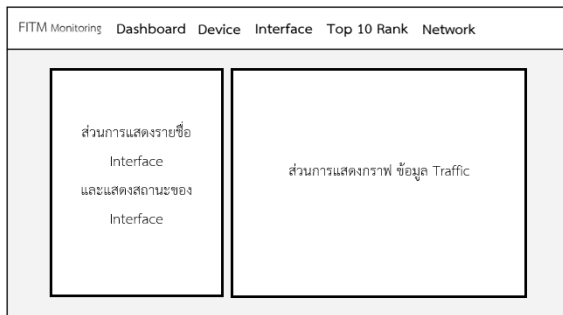 FITM Monitoring Dashboard Device Interface Top 10 Rank Network
ส่วนการแสดงรายชื่อ
Interface
และแสดงสถานะของ
Interface
ส่วนการแสดงกราฟ ข้อมูล Traffic